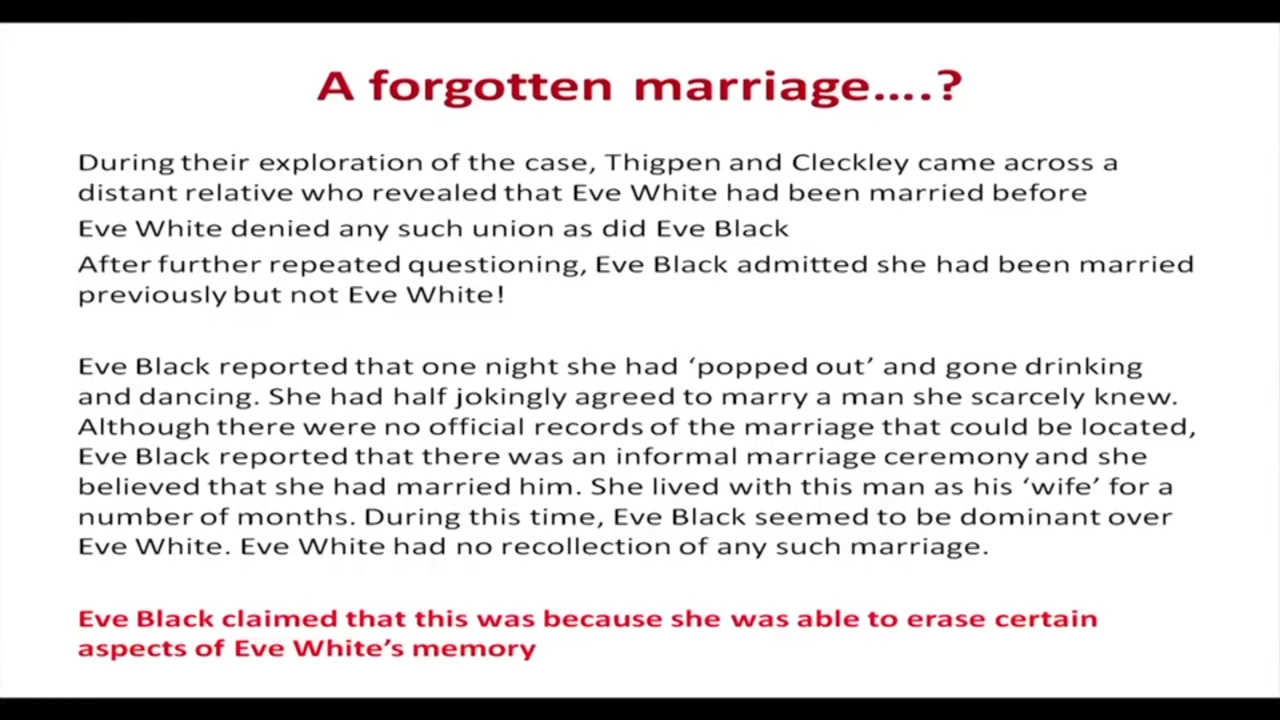 A forgotten marriage….?
During their exploration of the case, Thigpen and Cleckley came across a
distant relative who revealed that Eve White had been married before
Eve White denied any such union as did Eve Black
After further repeated questioning, Eve Black admitted she had been married
previously but not Eve White!
Eve Black reported that one night she had ‘popped out’ and gone drinking
and dancing. She had half jokingly agreed to marry a man she scarcely knew.
Although there were no official records of the marriage that could be located,
Eve Black reported that there was an informal marriage ceremony and she
believed that she had married him. She lived with this man as his ‘wife’ for a
number of months. During this time, Eve Black seemed to be dominant over
Eve White. Eve White had no recollection of any such marriage.
Eve Black claimed that this was because she was able to erase certain
aspects of Eve White’s memory